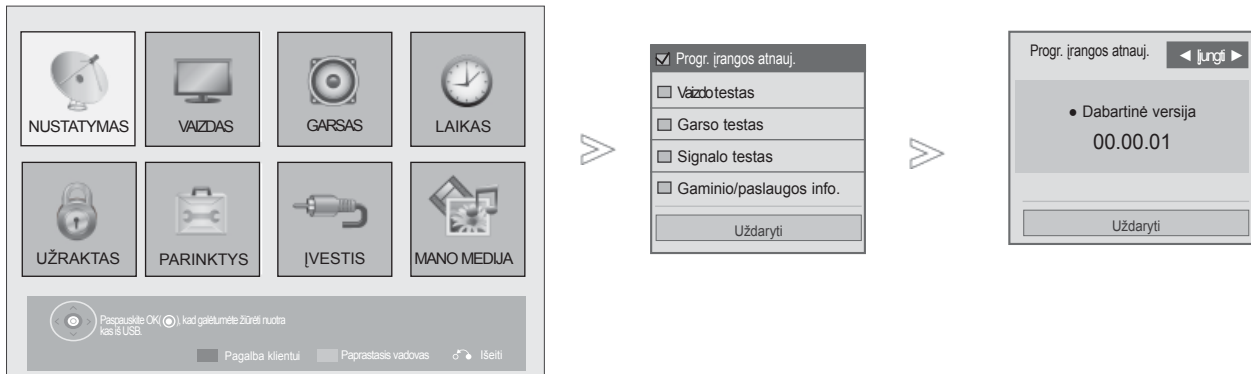 NUSTATYMAS
VAIZDAS
GARSAS
LAIKAS
UŽRAKTAS
PARINKTYS
ĮVESTIS
MANO MEDIJA
Paspauskite OK(◉), kad galėtumėte žiūrėti nuotra
kas iš USB.
Pagalba klientui
Paprastasis vadovas
Išeiti
Progr. įrangos atnauj.
Vaizdo testas
Garso testas
Signalo testas
Gaminio/paslaugos info.
Uždaryti
Progr. įrangos atnauj.
◄ Įjungti ►
● Dabartinė versija
00.00.01
Uždaryti